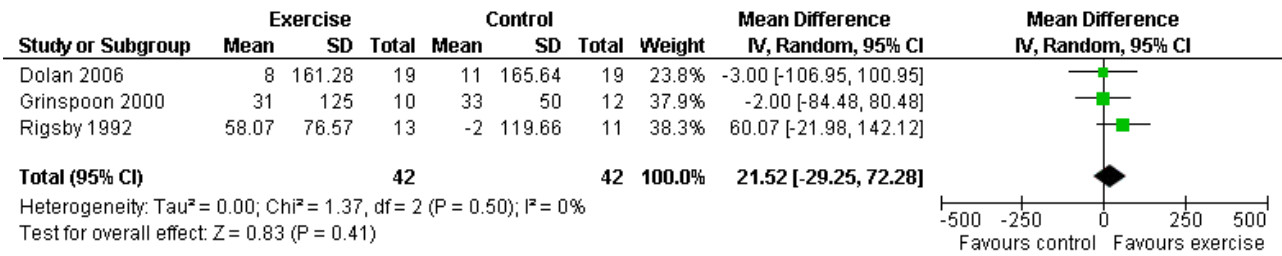 Exercise Control Mean Difference Mean Difference
Study or Subgroup Mean SD Total Mean SD Total Weight IV, Random, 95% CI IV, Random, 95% CI
Dolan 2006 8 161.28 19 11 165.64 19 23.8% -3.00 [-106.95, 100.95]
Grinspoon 2000 31 125 10 33 50 12 37.9% -2.00 [-84.48, 80.48]
Rigsby 1992 58.07 76.57 13 -2 119.66 11 38.3% 60.07 [-21.98, 142.12]
Total (95% CI) 42 42 100.0% 21.52 [-29.25, 72.28]
Heterogeneity: Tau² = 0.00; Chi² = 1.37, df = 2 (P = 0.50); I² = 0%
Test for overall effect: Z = 0.83 (P = 0.41)
-500 -250 0 250 500
Favours control Favours exercise